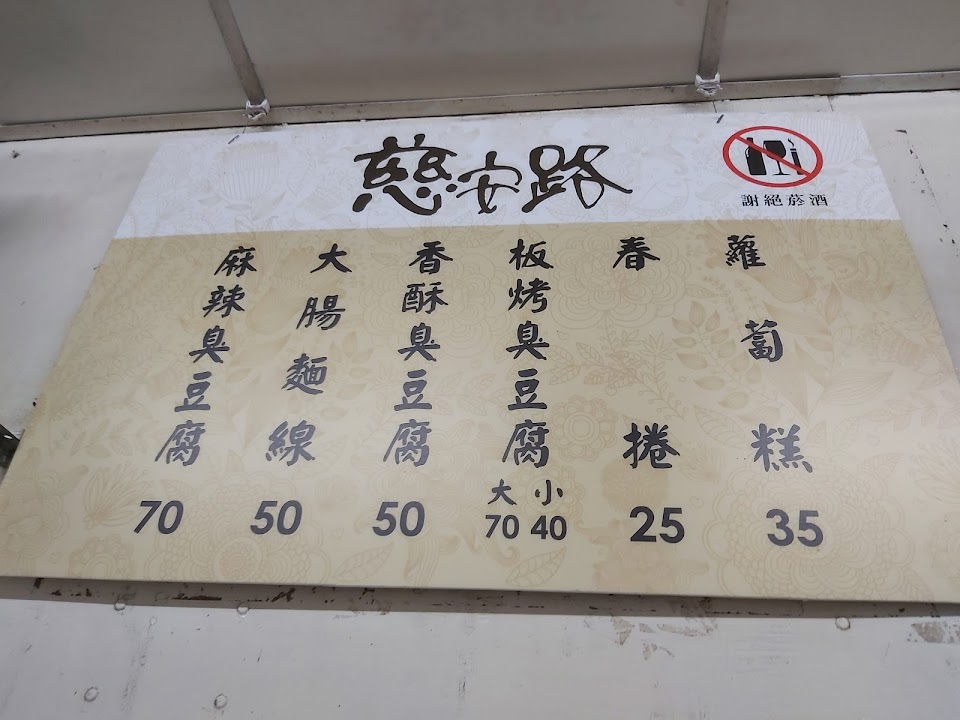 慈安路
謝絕菸酒
蘿蔔糕
35
春捲
25
板烤臭豆腐
大 小
70 40
香酥臭豆腐
50
大腸麵線
50
麻辣臭豆腐
70